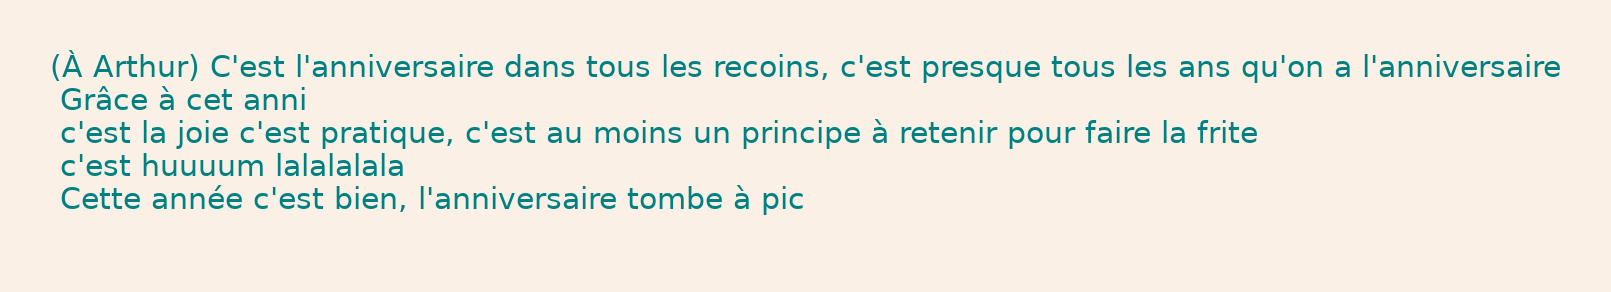 (À Arthur) C'est l'anniversaire dans tous les recoins, c'est presque tous les ans qu'on a l'anniversaire
Grâce à cet anni
c'est la joie c'est pratique, c'est au moins un principe à retenir pour faire la frite
c'est huuuum lalalalala
Cette année c'est bien, l'anniversaire tombe à pic